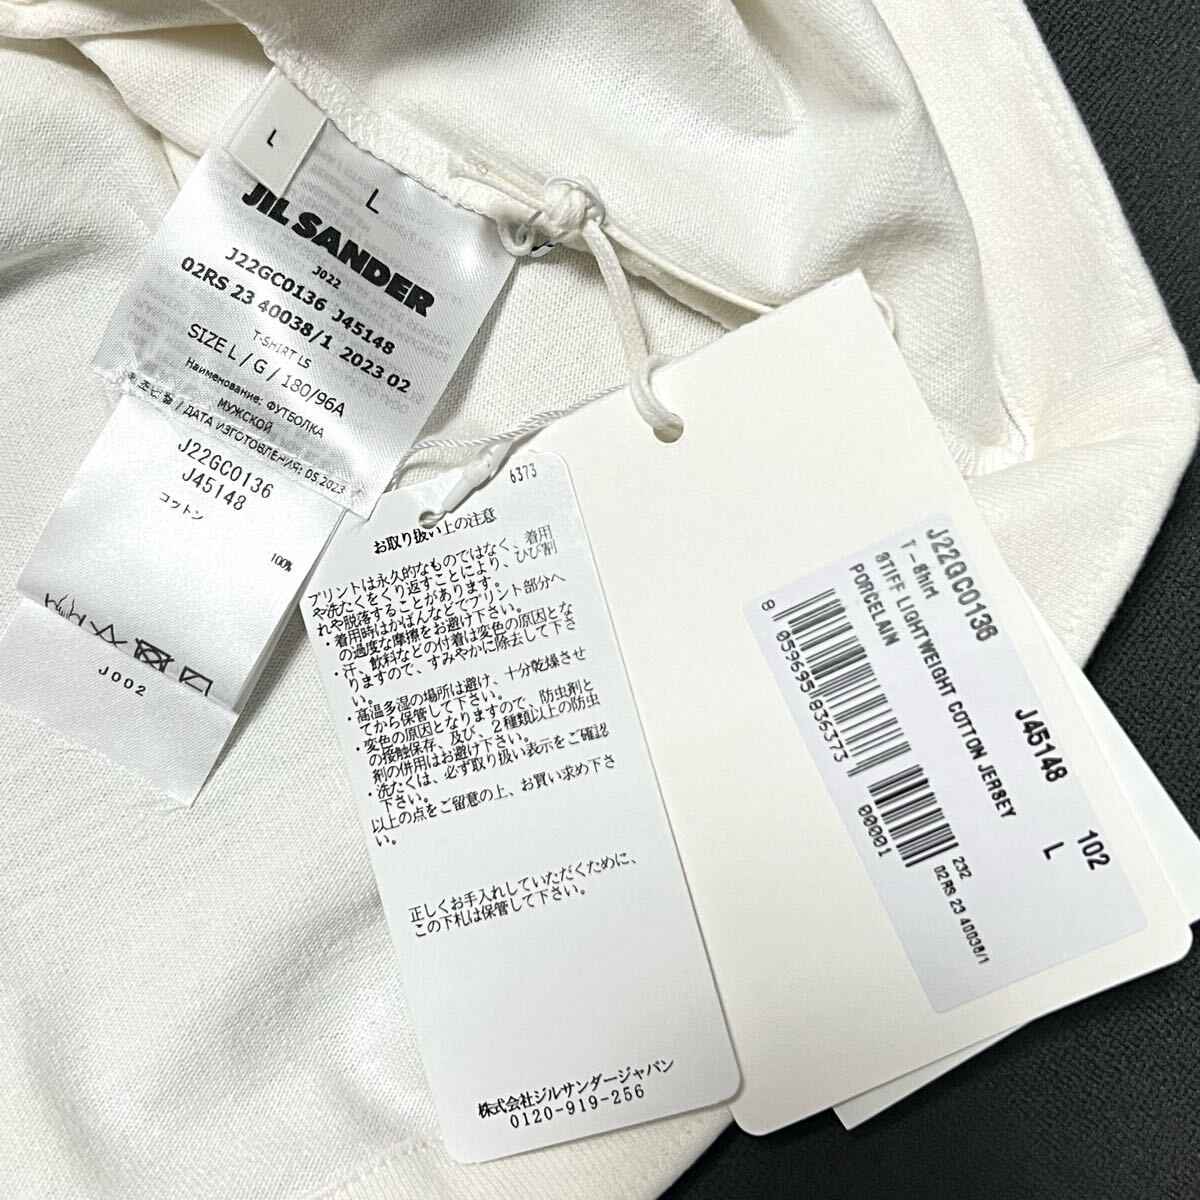 L
L
JIL SANDER
J022
J22GC0136 J45148
02RS 23 40038/1 2023 02
T-SHIRT LS
SIZE L / G / 180/96A
Наименование: ФУТБОЛКА
МУЖСКОЙ
제조년월 / ДАТА ИЗГОТОВЛЕНИЯ: 05.2023
J22GC0136
J45148
コットン
100%
J002
6373
お取り扱い上の注意
プリントは永久的なものではなく、着用
や洗たくをくり返すことにより、ひび割
れや脱落することがあります。
・着用時はかばんなどでプリント部分へ
の過度な摩擦をお避け下さい。
・汗、飲料などの付着は変色の原因とな
りますので、すみやかに除去して下さ
い。
・高温多湿の場所は避け、十分乾燥させ
てから保管して下さい。
・変色の原因となりますので、防虫剤と
の接触保存、及び、2種類以上の防虫
剤の併用はお避け下さい。
・洗たくは、必ず取り扱い表示をご確認
下さい。
以上の点をご留意の上、お買い求め下さ
い。
正しくお手入れしていただくために、
この下札は保管して下さい。
株式会社ジルサンダージャパン
0120-919-256
J22GC0136 J45148 102
T-Shirt L
STIFF LIGHTWEIGHT COTTON JERSEY
PORCELAIN
232
02 RS 23 40038/1
8 059695 836373
00001